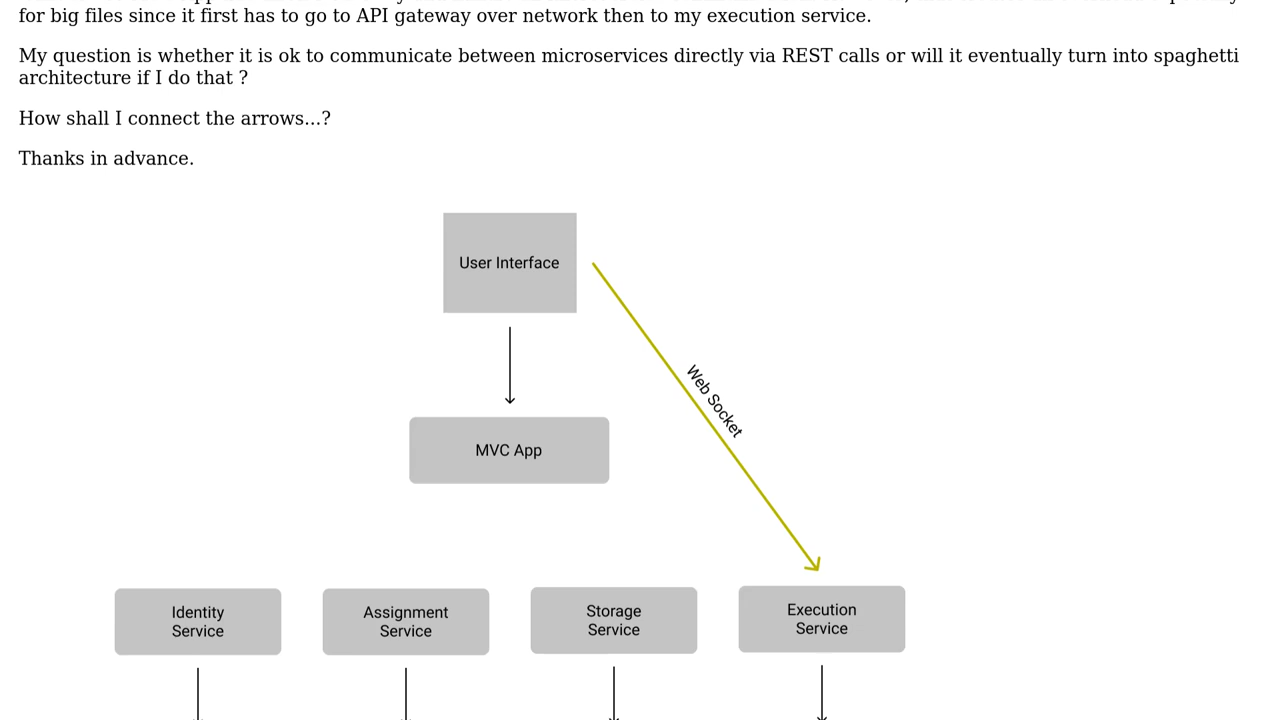 for big files since it first has to go to API gateway over network then to my execution service.
My question is whether it is ok to communicate between microservices directly via REST calls or will it eventually turn into spaghetti
architecture if I do that ?
How shall I connect the arrows...?
Thanks in advance.
User Interface
Web Socket
MVC App
Identity
Service
Assignment
Service
Storage
Service
Execution
Service